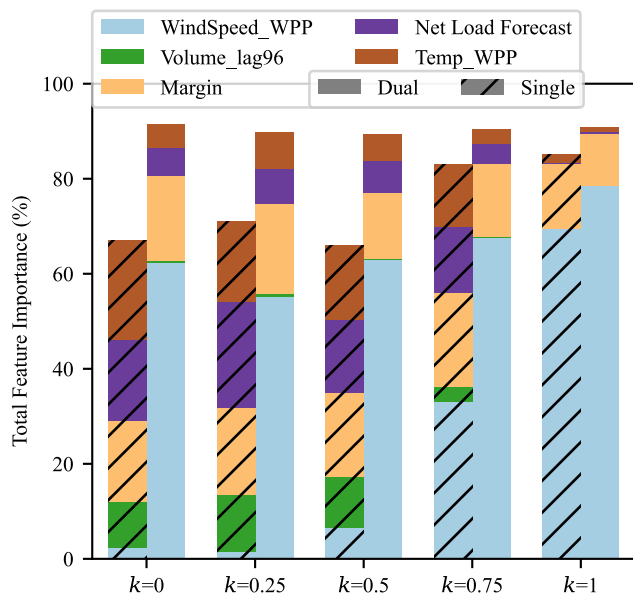 WindSpeed_WPP
Net Load Forecast
Volume_lag96
Temp_WPP
Margin
Dual
Single
Total Feature Importance (%)
100
80
60
40
20
0
k=0
k=0.25
k=0.5
k=0.75
k=1